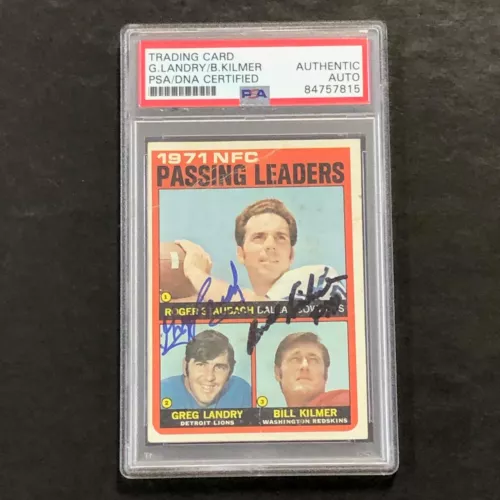 TRADING CARD
G.LANDRY/B.KILMER
PSA/DNA CERTIFIED
AUTHENTIC
AUTO
84757815
PSA
1971 NFC
PASSING LEADERS
1
ROGER STAUBACH DALLAS COWBOYS
2
GREG LANDRY
DETROIT LIONS
3
BILL KILMER
WASHINGTON REDSKINS